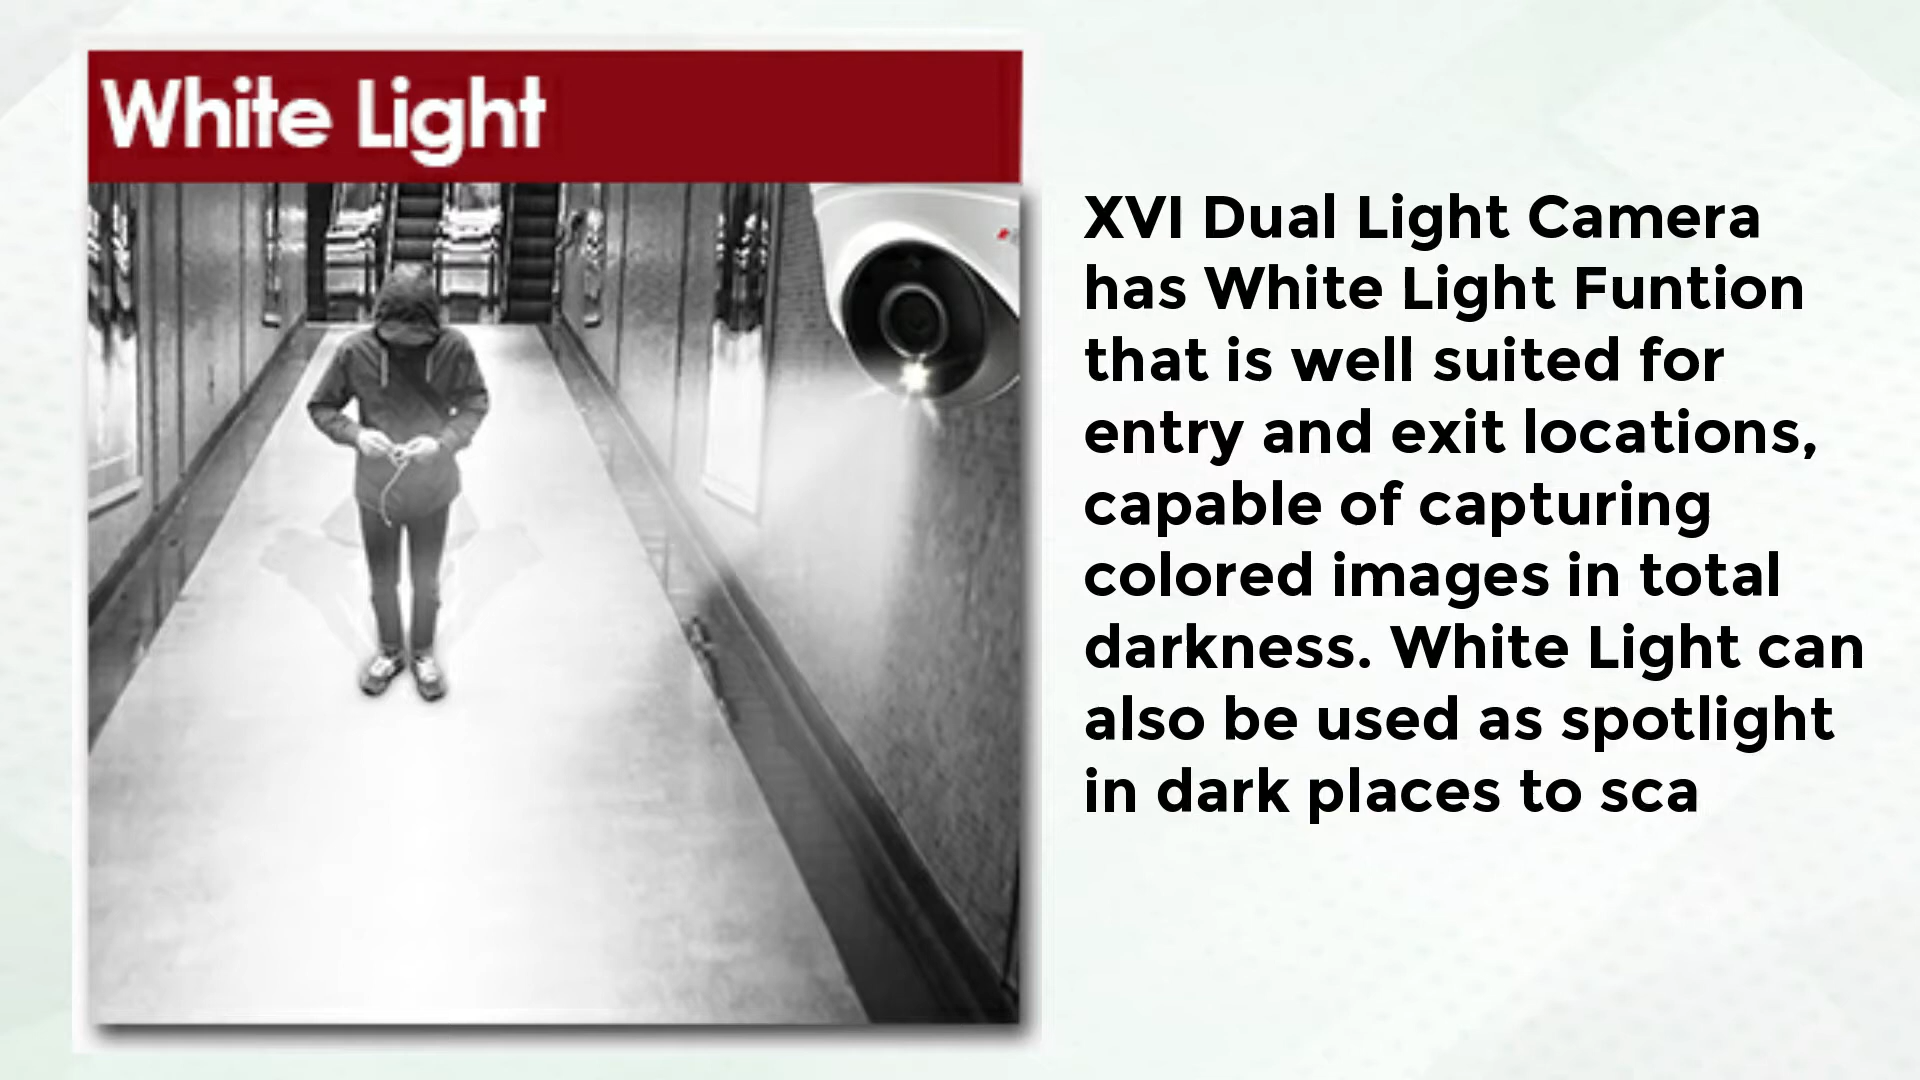 White Light
XVI Dual Light Camera
has White Light Funtion
that is well suited for
entry and exit locations,
capable of capturing
colored images in total
darkness. White Light can
also be used as spotlight
in dark places to sca